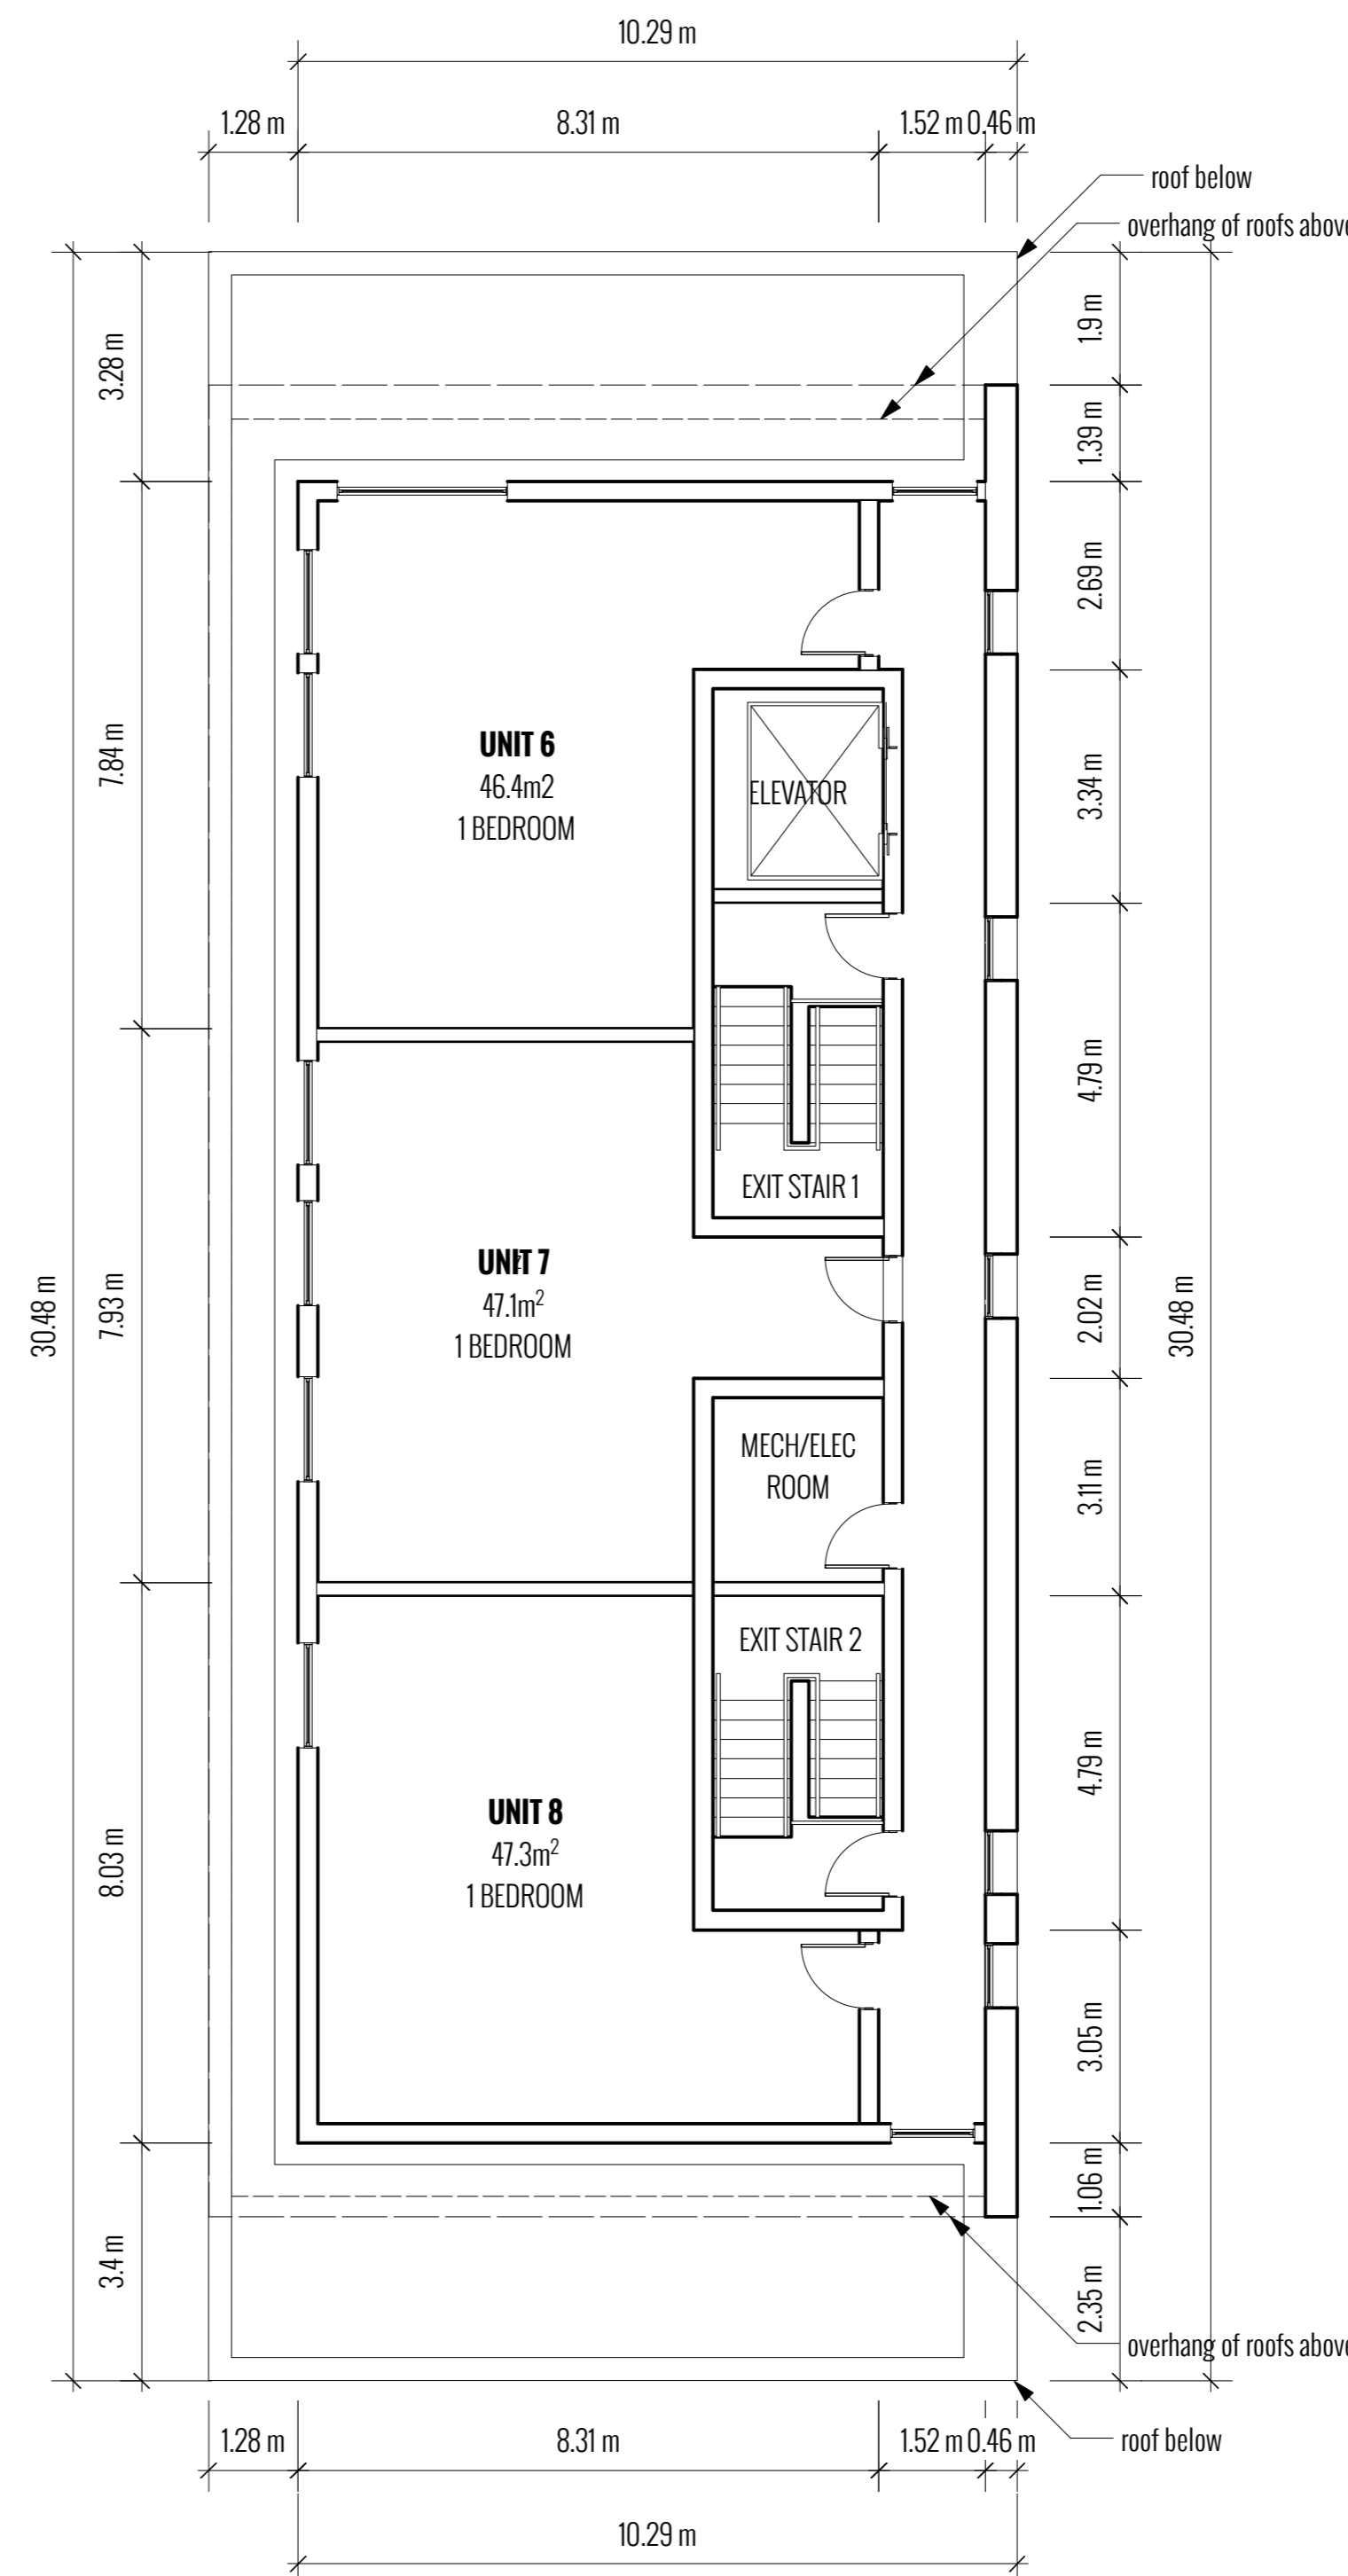 10.29 m
1.28 m
8.31 m
1.52 m
0.46 m
roof below
overhang of roofs above
3.28 m
7.84 m
7.93 m
8.03 m
3.4 m
30.48 m
1.9 m
1.39 m
2.69 m
3.34 m
4.79 m
2.02 m
3.11 m
4.79 m
3.05 m
1.06 m
2.35 m
30.48 m
UNIT 6
46.4m2
1 BEDROOM
ELEVATOR
EXIT STAIR 1
UNIT 7
47.1m²
1 BEDROOM
MECH/ELEC
ROOM
EXIT STAIR 2
UNIT 8
47.3m²
1 BEDROOM
overhang of roofs above
roof below
1.28 m
8.31 m
1.52 m
0.46 m
10.29 m